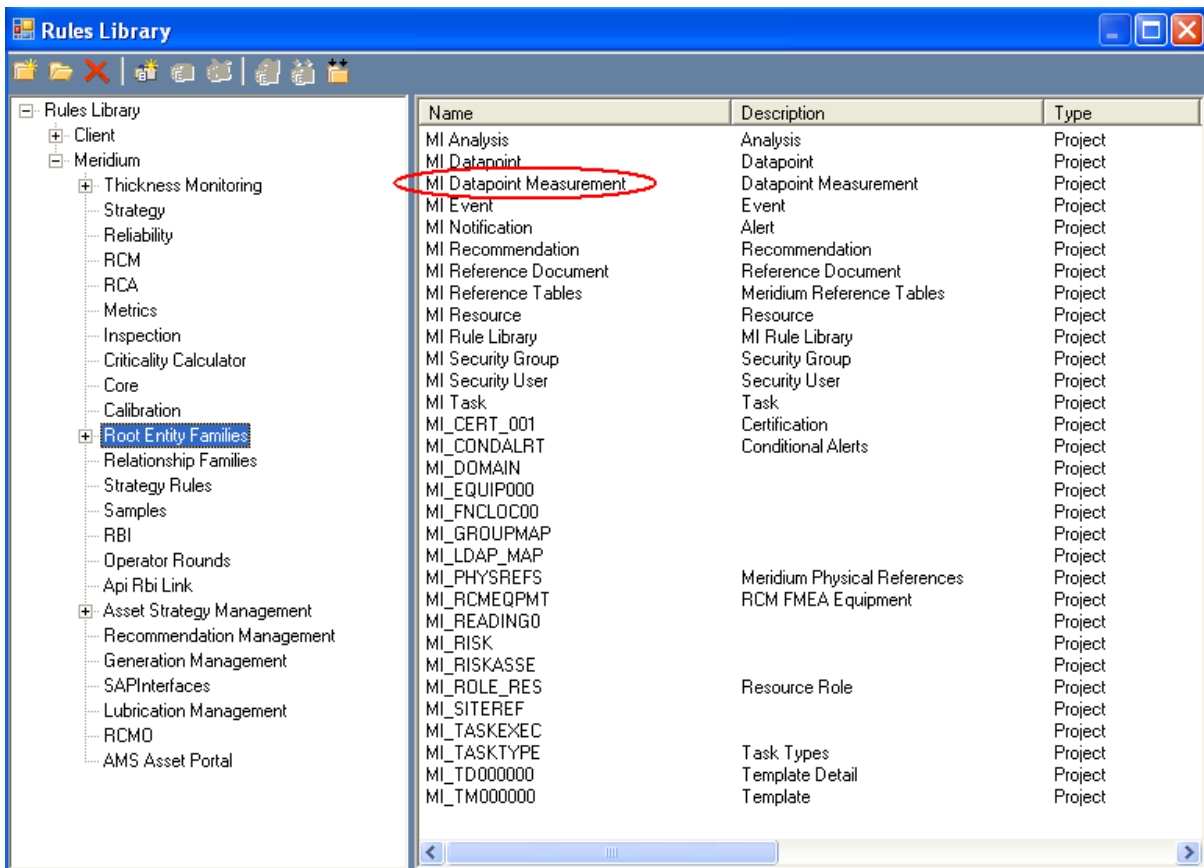 Rules Library
Rules Library
Client
Meridium
Thickness Monitoring
Strategy
Reliability
RCM
RCA
Metrics
Inspection
Criticality Calculator
Core
Calibration
Root Entity Families
Relationship Families
Strategy Rules
Samples
RBI
Operator Rounds
Api Rbi Link
Asset Strategy Management
Recommendation Management
Generation Management
SAPInterfaces
Lubrication Management
RCMO
AMS Asset Portal
Name Description Type
MI Analysis Analysis Project
MI Datapoint Datapoint Project
MI Datapoint Measurement Datapoint Measurement Project
MI Event Event Project
MI Notification Alert Project
MI Recommendation Recommendation Project
MI Reference Document Reference Document Project
MI Reference Tables Meridium Reference Tables Project
MI Resource Resource Project
MI Rule Library MI Rule Library Project
MI Security Group Security Group Project
MI Security User Security User Project
MI Task Task Project
MI_CERT_001 Certification Project
MI_CONDALRT Conditional Alerts Project
MI_DOMAIN Project
MI_EQUIP000 Project
MI_FNCLOC00 Project
MI_GROUPMAP Project
MI_LDAP_MAP Project
MI_PHYSREFS Meridium Physical References Project
MI_RCMEQPMT RCM FMEA Equipment Project
MI_READING0 Project
MI_RISK Project
MI_RISKASSE Project
MI_ROLE_RES Resource Role Project
MI_SITEREF Project
MI_TASKEXEC Project
MI_TASKTYPE Task Types Project
MI_TD000000 Template Detail Project
MI_TM000000 Template Project